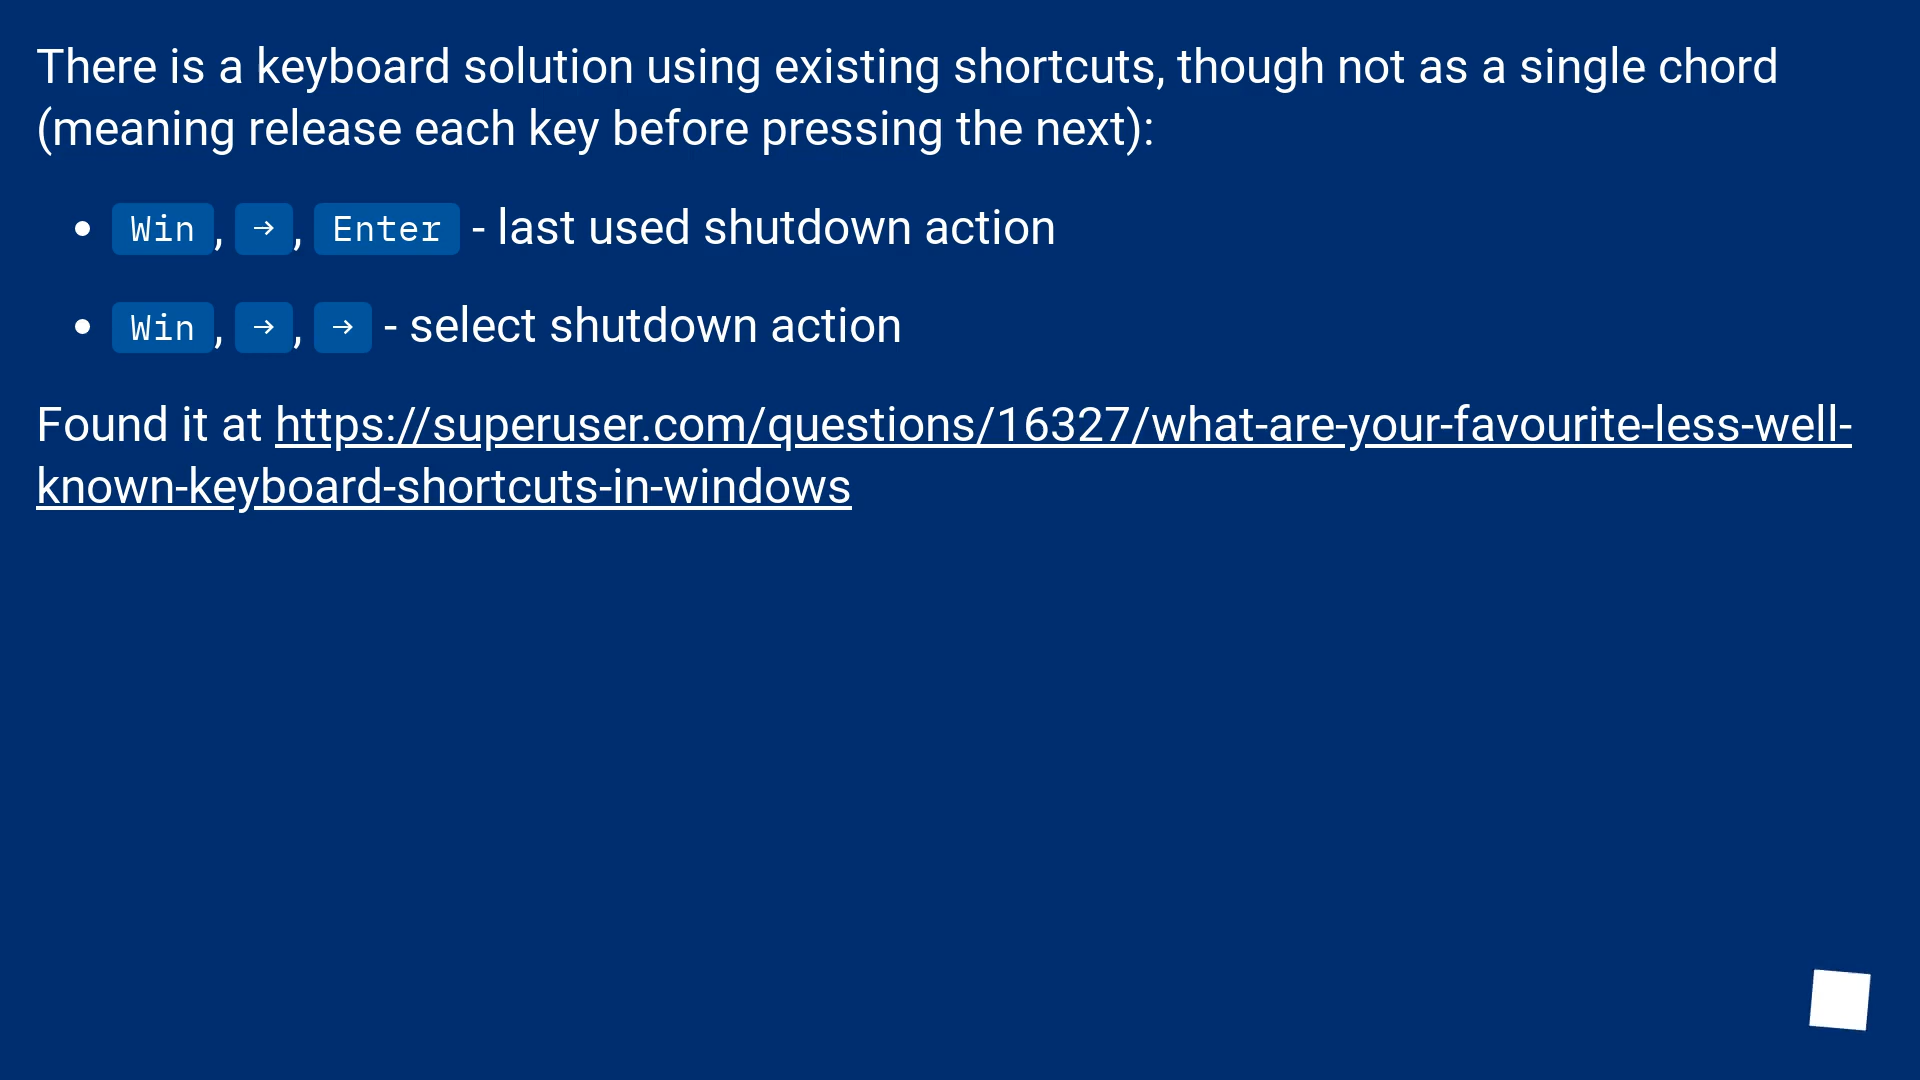 There is a keyboard solution using existing shortcuts, though not as a single chord
(meaning release each key before pressing the next):
• Win, →, Enter - last used shutdown action
• Win, →, → - select shutdown action
Found it at https://superuser.com/questions/16327/what-are-your-favourite-less-well-
known-keyboard-shortcuts-in-windows